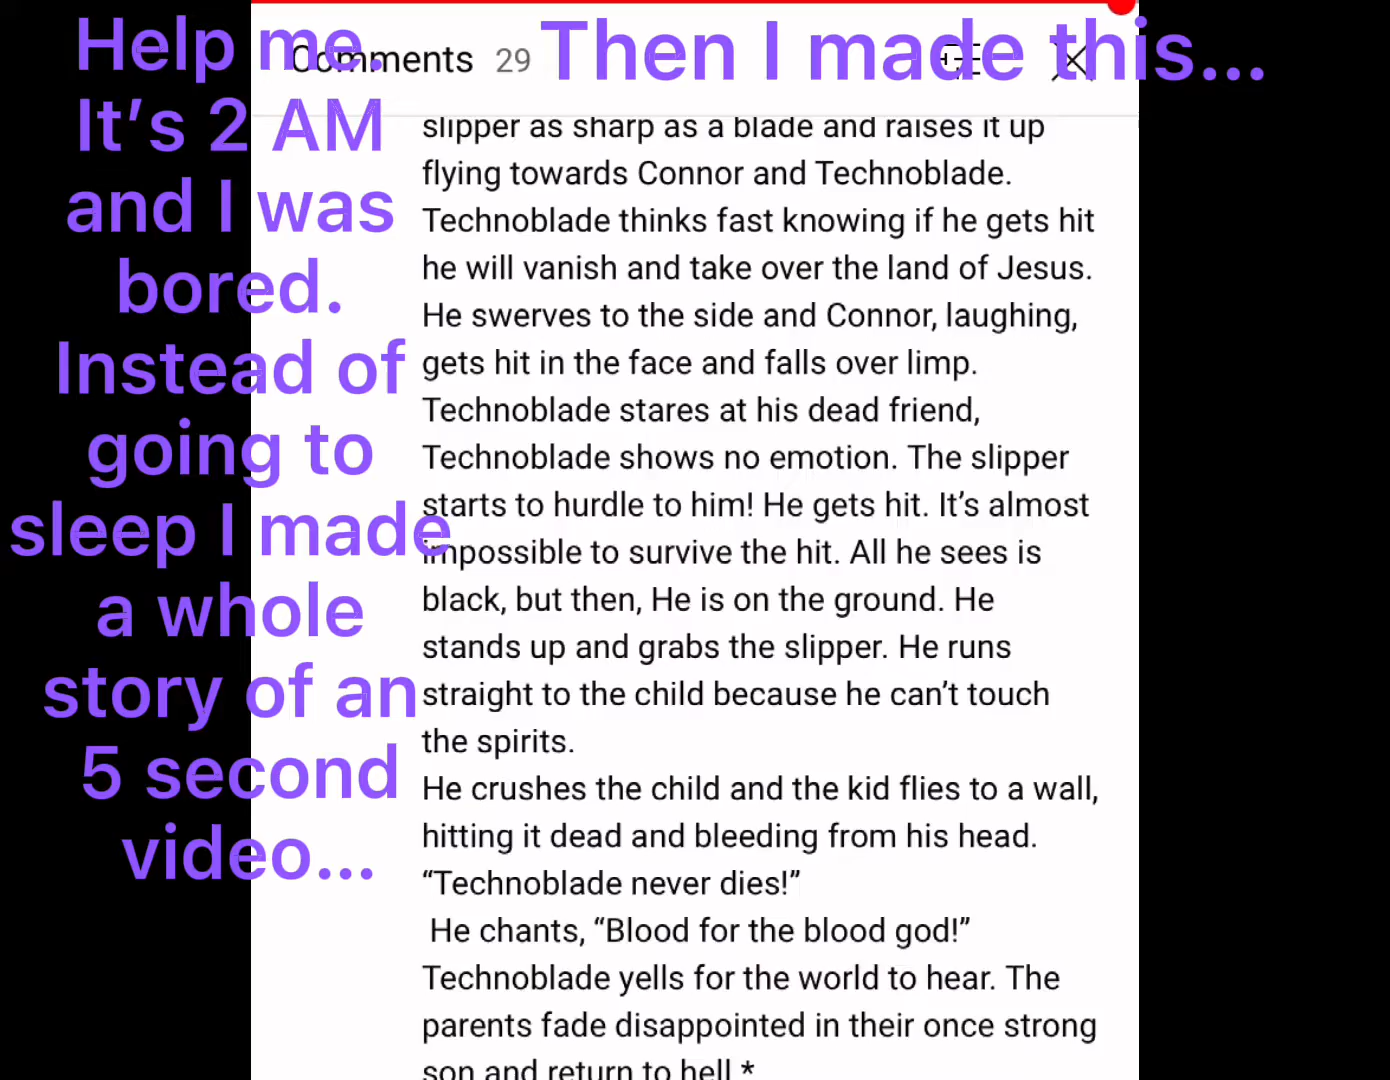 Help me.
It’s 2 AM
and I was
bored.
Instead of
going to
sleep I made
a whole
story of an
5 second
video...
Then I made this...
Comments 29
slipper as sharp as a blade and raises it up
flying towards Connor and Technoblade.
Technoblade thinks fast knowing if he gets hit
he will vanish and take over the land of Jesus.
He swerves to the side and Connor, laughing,
gets hit in the face and falls over limp.
Technoblade stares at his dead friend,
Technoblade shows no emotion. The slipper
starts to hurdle to him! He gets hit. It’s almost
impossible to survive the hit. All he sees is
black, but then, He is on the ground. He
stands up and grabs the slipper. He runs
straight to the child because he can’t touch
the spirits.
He crushes the child and the kid flies to a wall,
hitting it dead and bleeding from his head.
“Technoblade never dies!”
He chants, “Blood for the blood god!”
Technoblade yells for the world to hear. The
parents fade disappointed in their once strong
son and return to hell *